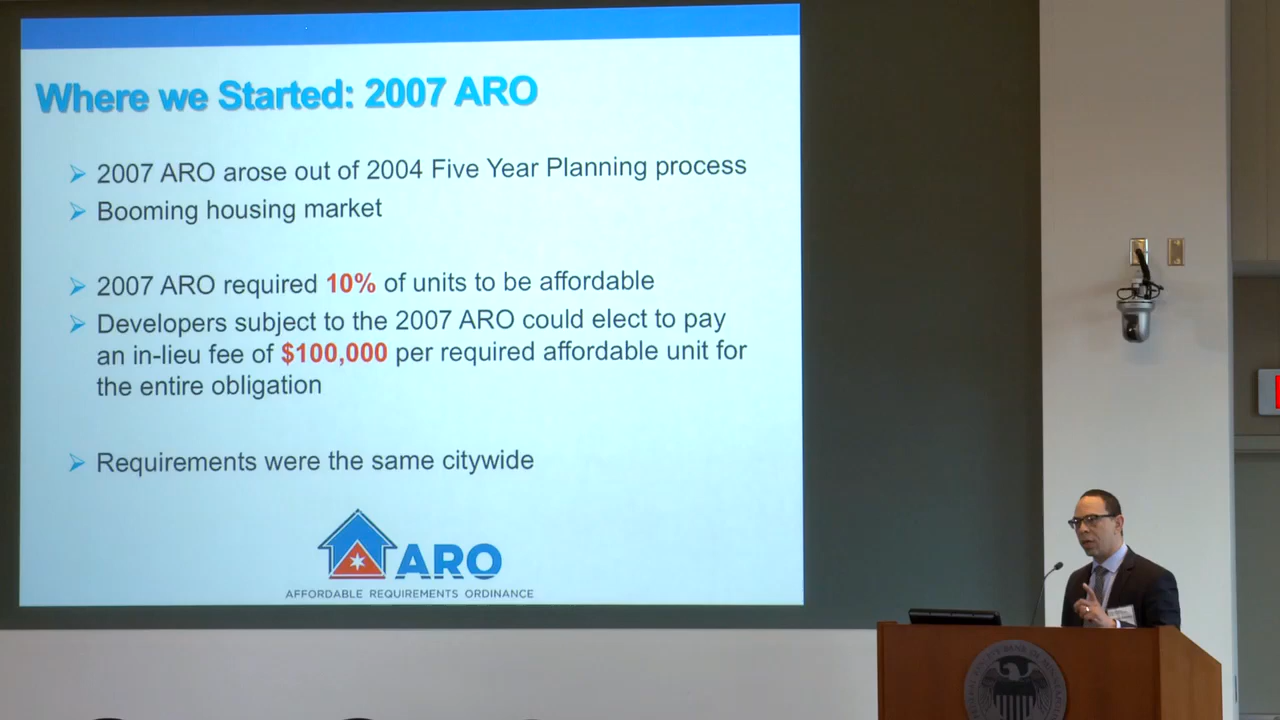 Where we Started: 2007 ARO
2007 ARO arose out of 2004 Five Year Planning process
Booming housing market
2007 ARO required 10% of units to be affordable
Developers subject to the 2007 ARO could elect to pay
an in-lieu fee of $100,000 per required affordable unit for
the entire obligation
Requirements were the same citywide
ARO
AFFORDABLE REQUIREMENTS ORDINANCE